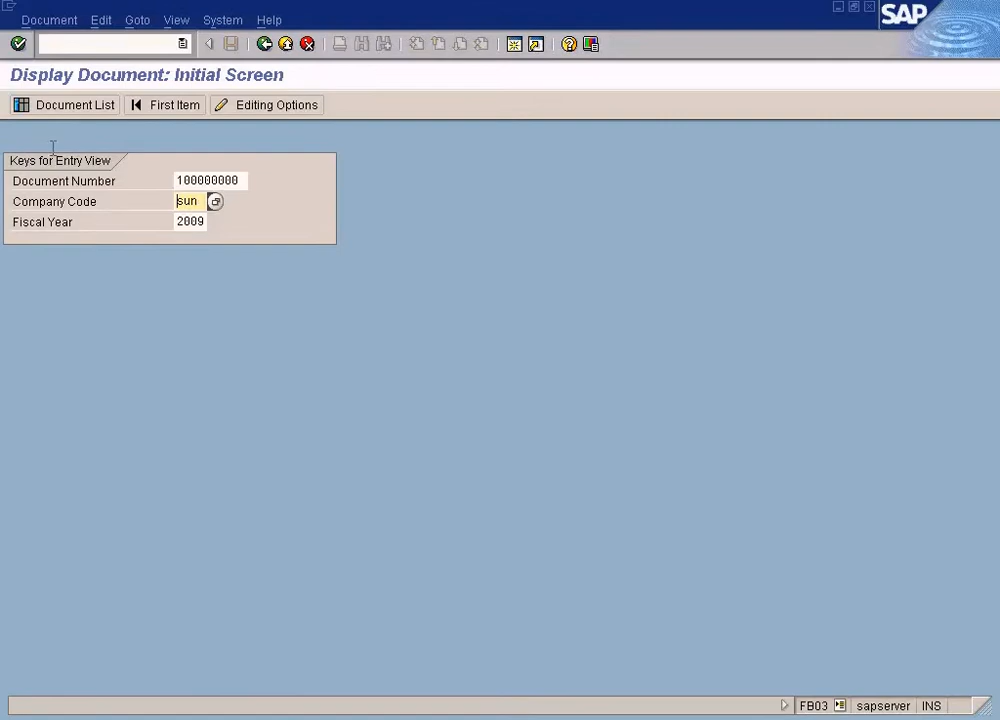 Document Edit Goto View System Help
SAP
Display Document: Initial Screen
Document List First Item Editing Options
Keys for Entry View
Document Number 100000000
Company Code sun
Fiscal Year 2009
FB03 sapserver INS